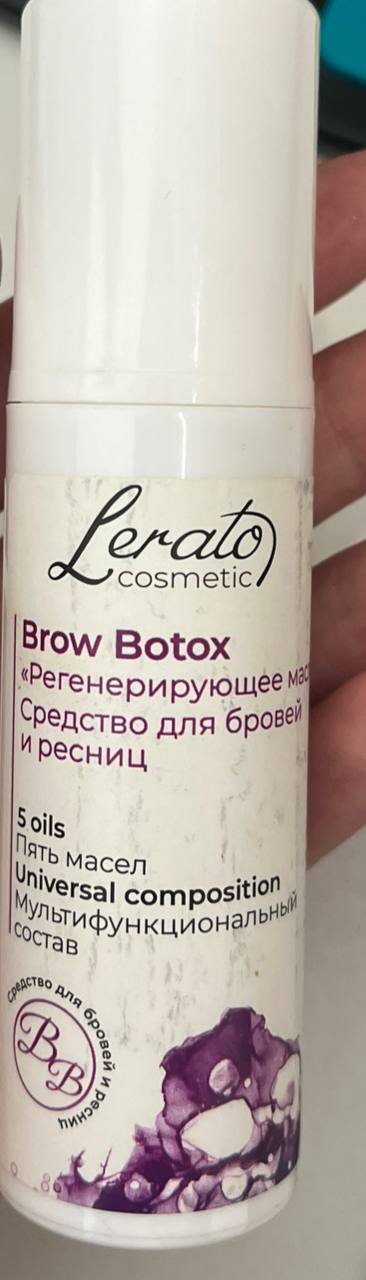 Lerato
cosmetic
Brow Botox
«Регенерирующее
Средство для бровей
и ресниц
5 oils
Пять масел
Universal composition
Мультифункциональный
состав
Средство для бровей и ресниц
BB